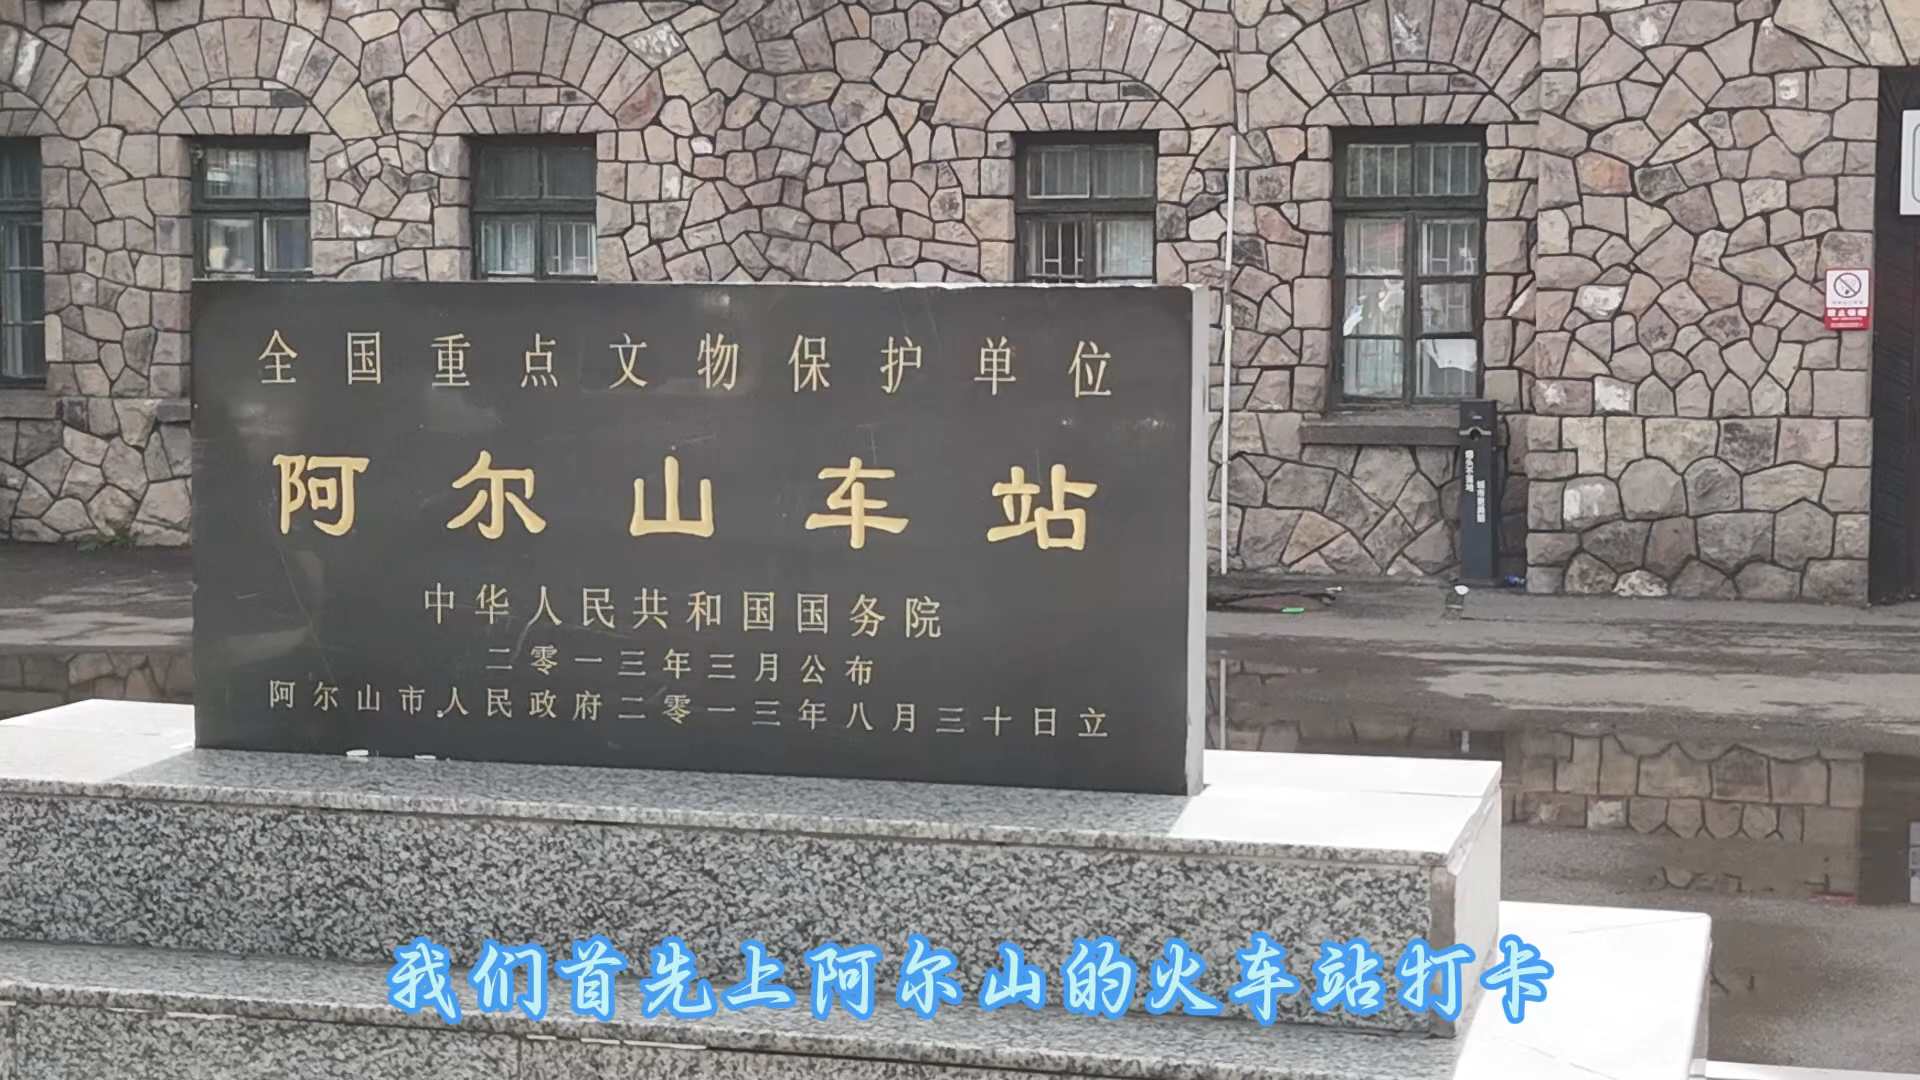 全国重点文物保护单位
阿尔山车站
中华人民共和国国务院
二零一三年三月公布
阿尔山市人民政府二零一三年八月三十日立
我们首先上阿尔山的火车站打卡